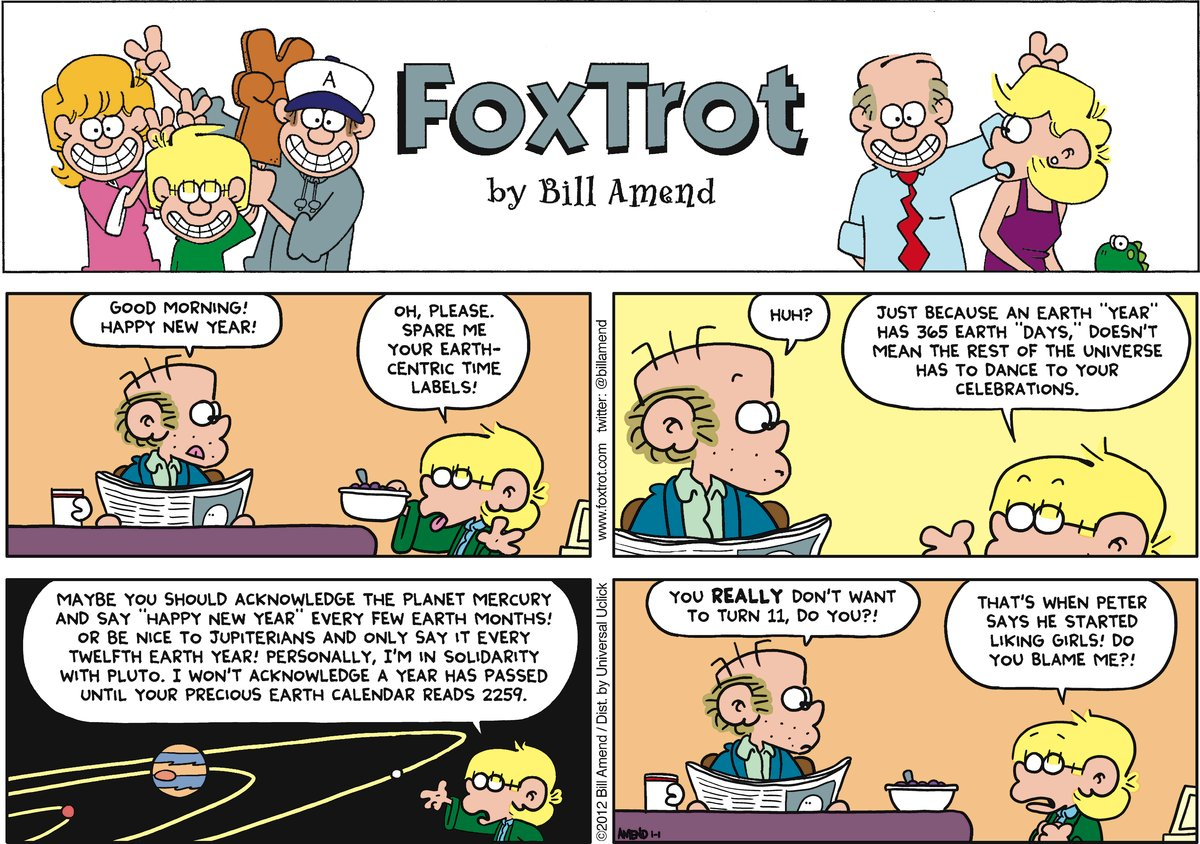 A
FoxTrot
by Bill Amend
GOOD MORNING!
HAPPY NEW YEAR!
OH, PLEASE.
SPARE ME
YOUR EARTH-
CENTRIC TIME
LABELS!
www.foxtrot.com twitter: @billamend
HUH?
JUST BECAUSE AN EARTH "YEAR"
HAS 365 EARTH "DAYS," DOESN'T
MEAN THE REST OF THE UNIVERSE
HAS TO DANCE TO YOUR
CELEBRATIONS.
MAYBE YOU SHOULD ACKNOWLEDGE THE PLANET MERCURY
AND SAY "HAPPY NEW YEAR" EVERY FEW EARTH MONTHS!
OR BE NICE TO JUPITERIANS AND ONLY SAY IT EVERY
TWELFTH EARTH YEAR! PERSONALLY, I'M IN SOLIDARITY
WITH PLUTO. I WON'T ACKNOWLEDGE A YEAR HAS PASSED
UNTIL YOUR PRECIOUS EARTH CALENDAR READS 2259.
©2012 Bill Amend / Dist. by Universal Uclick
YOU REALLY DON'T WANT
TO TURN 11, DO YOU?!
THAT'S WHEN PETER
SAYS HE STARTED
LIKING GIRLS! DO
YOU BLAME ME?!
AMEND 1-1